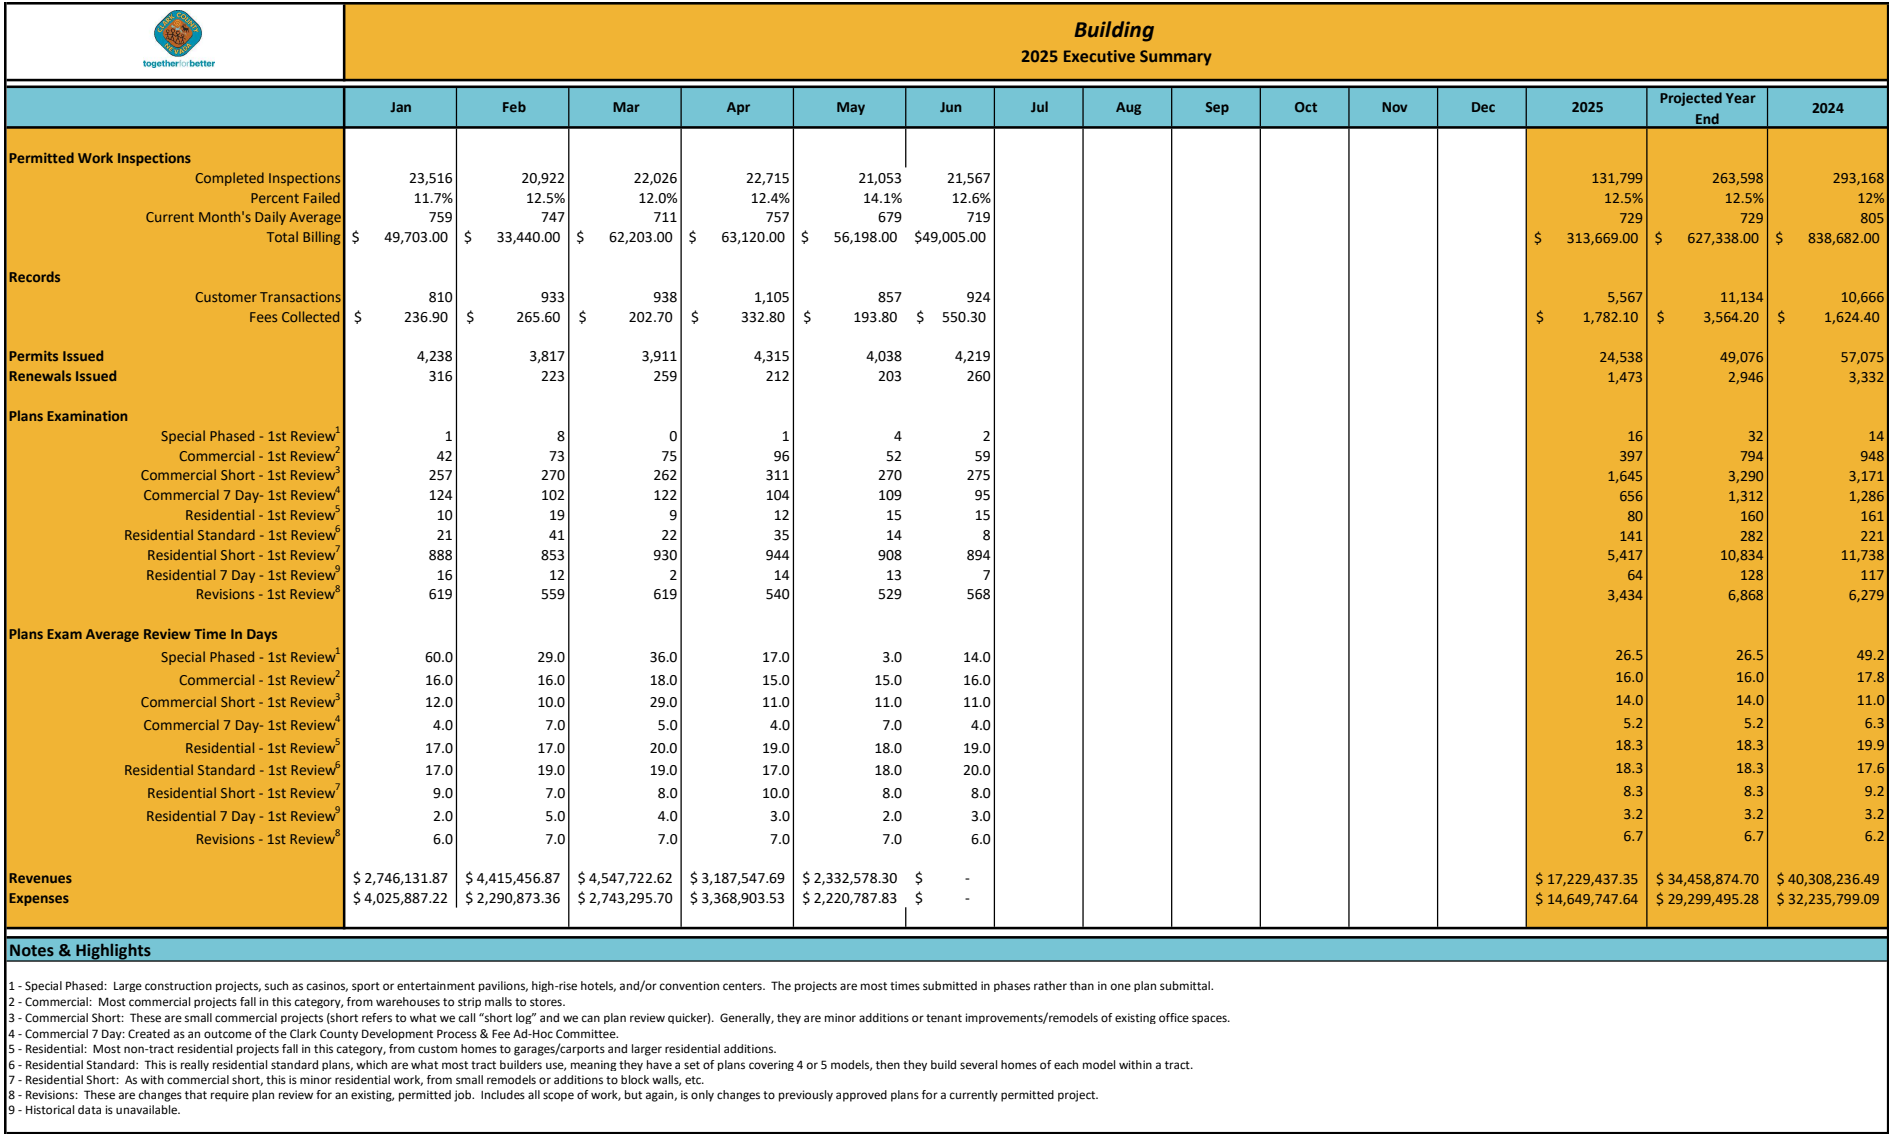 CLARK COUNTY
NEVADA
togetherforbetter
Building
2025 Executive Summary
Jan Feb Mar Apr May Jun Jul Aug Sep Oct Nov Dec 2025 Projected Year End 2024
Permitted Work Inspections
Completed Inspections 23,516 20,922 22,026 22,715 21,053 21,567 131,799 263,598 293,168
Percent Failed 11.7% 12.5% 12.0% 12.4% 14.1% 12.6% 12.5% 12.5% 12%
Current Month's Daily Average 759 747 711 757 679 719 729 729 805
Total Billing $ 49,703.00 $ 33,440.00 $ 62,203.00 $ 63,120.00 $ 56,198.00 $49,005.00 $ 313,669.00 $ 627,338.00 $ 838,682.00
Records
Customer Transactions 810 933 938 1,105 857 924 5,567 11,134 10,666
Fees Collected $ 236.90 $ 265.60 $ 202.70 $ 332.80 $ 193.80 $ 550.30 $ 1,782.10 $ 3,564.20 $ 1,624.40
Permits Issued 4,238 3,817 3,911 4,315 4,038 4,219 24,538 49,076 57,075
Renewals Issued 316 223 259 212 203 260 1,473 2,946 3,332
Plans Examination
Special Phased - 1st Review1 1 8 0 1 4 2 16 32 14
Commercial - 1st Review2 42 73 75 96 52 59 397 794 948
Commercial Short - 1st Review3 257 270 262 311 270 275 1,645 3,290 3,171
Commercial 7 Day- 1st Review4 124 102 122 104 109 95 656 1,312 1,286
Residential - 1st Review5 10 19 9 12 15 15 80 160 161
Residential Standard - 1st Review6 21 41 22 35 14 8 141 282 221
Residential Short - 1st Review7 888 853 930 944 908 894 5,417 10,834 11,738
Residential 7 Day - 1st Review9 16 12 2 14 13 7 64 128 117
Revisions - 1st Review8 619 559 619 540 529 568 3,434 6,868 6,279
Plans Exam Average Review Time In Days
Special Phased - 1st Review1 60.0 29.0 36.0 17.0 3.0 14.0 26.5 26.5 49.2
Commercial - 1st Review2 16.0 16.0 18.0 15.0 15.0 16.0 16.0 16.0 17.8
Commercial Short - 1st Review3 12.0 10.0 29.0 11.0 11.0 11.0 14.0 14.0 11.0
Commercial 7 Day- 1st Review4 4.0 7.0 5.0 4.0 7.0 4.0 5.2 5.2 6.3
Residential - 1st Review5 17.0 17.0 20.0 19.0 18.0 19.0 18.3 18.3 19.9
Residential Standard - 1st Review6 17.0 19.0 19.0 17.0 18.0 20.0 18.3 18.3 17.6
Residential Short - 1st Review7 9.0 7.0 8.0 10.0 8.0 8.0 8.3 8.3 9.2
Residential 7 Day - 1st Review9 2.0 5.0 4.0 3.0 2.0 3.0 3.2 3.2 3.2
Revisions - 1st Review8 6.0 7.0 7.0 7.0 7.0 6.0 6.7 6.7 6.2
Revenues $ 2,746,131.87 $ 4,415,456.87 $ 4,547,722.62 $ 3,187,547.69 $ 2,332,578.30 $ - $ 17,229,437.35 $ 34,458,874.70 $ 40,308,236.49
Expenses $ 4,025,887.22 $ 2,290,873.36 $ 2,743,295.70 $ 3,368,903.53 $ 2,220,787.83 $ - $ 14,649,747.64 $ 29,299,495.28 $ 32,235,799.09
Notes & Highlights
1 - Special Phased: Large construction projects, such as casinos, sport or entertainment pavilions, high-rise hotels, and/or convention centers. The projects are most times submitted in phases rather than in one plan submittal.
2 - Commercial: Most commercial projects fall in this category, from warehouses to strip malls to stores.
3 - Commercial Short: These are small commercial projects (short refers to what we call “short log” and we can plan review quicker). Generally, they are minor additions or tenant improvements/remodels of existing office spaces.
4 - Commercial 7 Day: Created as an outcome of the Clark County Development Process & Fee Ad-Hoc Committee.
5 - Residential: Most non-tract residential projects fall in this category, from custom homes to garages/carports and larger residential additions.
6 - Residential Standard: This is really residential standard plans, which are what most tract builders use, meaning they have a set of plans covering 4 or 5 models, then they build several homes of each model within a tract.
7 - Residential Short: As with commercial short, this is minor residential work, from small remodels or additions to block walls, etc.
8 - Revisions: These are changes that require plan review for an existing, permitted job. Includes all scope of work, but again, is only changes to previously approved plans for a currently permitted project.
9 - Historical data is unavailable.